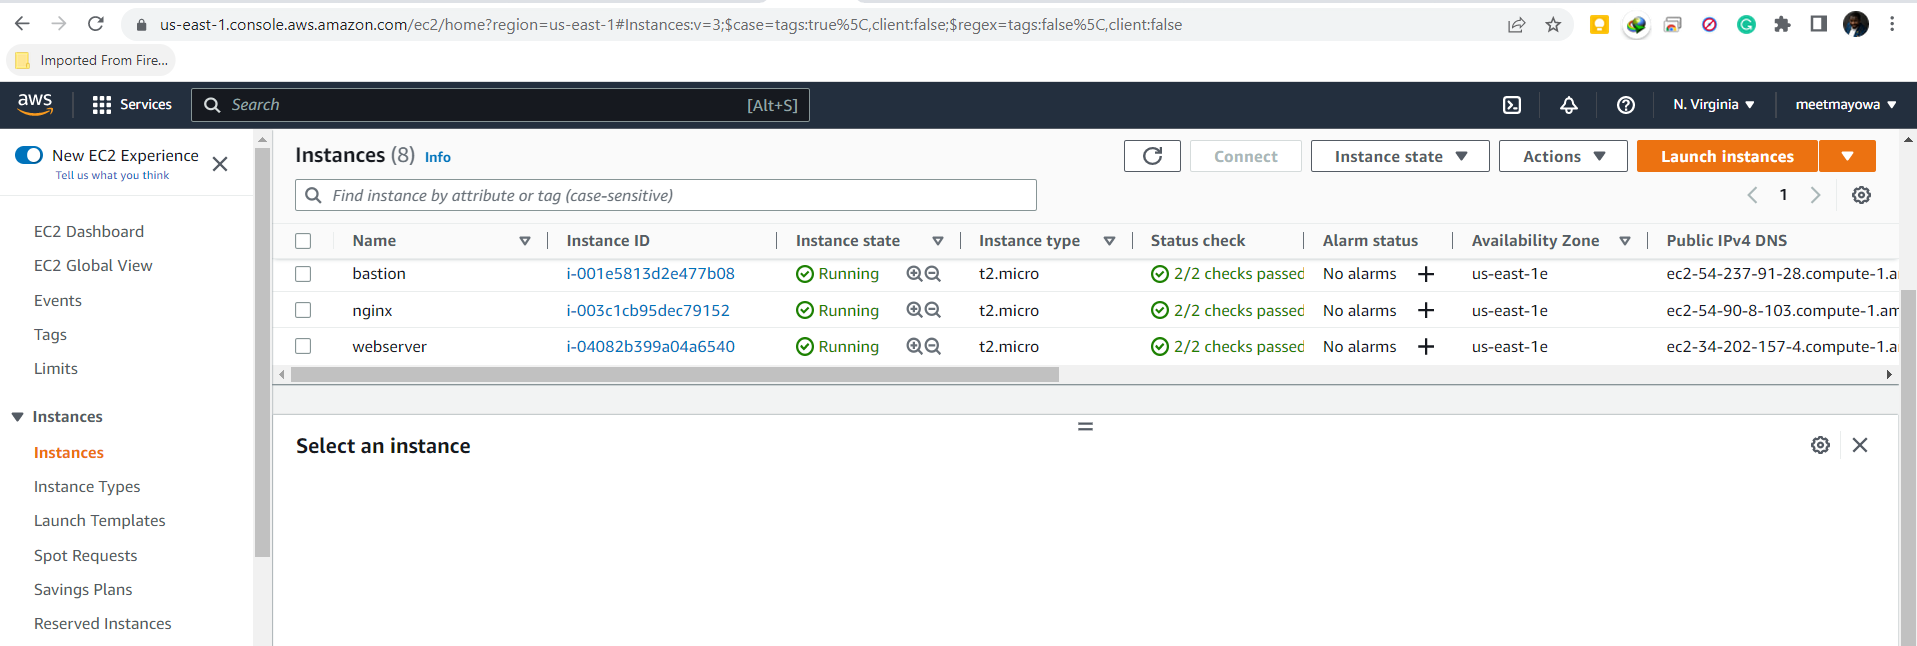 us-east-1.console.aws.amazon.com/ec2/home?region=us-east-1#Instances:v=3;$case=tags:true%5C,client:false;$regex=tags:false%5C,client:false
Imported From Fire...
aws Services Search [Alt+S] N. Virginia meetmayowa
New EC2 Experience
Tell us what you think
EC2 Dashboard
EC2 Global View
Events
Tags
Limits
Instances
Instances
Instance Types
Launch Templates
Spot Requests
Savings Plans
Reserved Instances
Instances (8) Info Connect Instance state Actions Launch instances
Find instance by attribute or tag (case-sensitive) 1
Name Instance ID Instance state Instance type Status check Alarm status Availability Zone Public IPv4 DNS
bastion i-001e5813d2e477b08 Running t2.micro 2/2 checks passed No alarms us-east-1e ec2-54-237-91-28.compute-1.a
nginx i-003c1cb95dec79152 Running t2.micro 2/2 checks passed No alarms us-east-1e ec2-54-90-8-103.compute-1.am
webserver i-04082b399a04a6540 Running t2.micro 2/2 checks passed No alarms us-east-1e ec2-34-202-157-4.compute-1.a
Select an instance